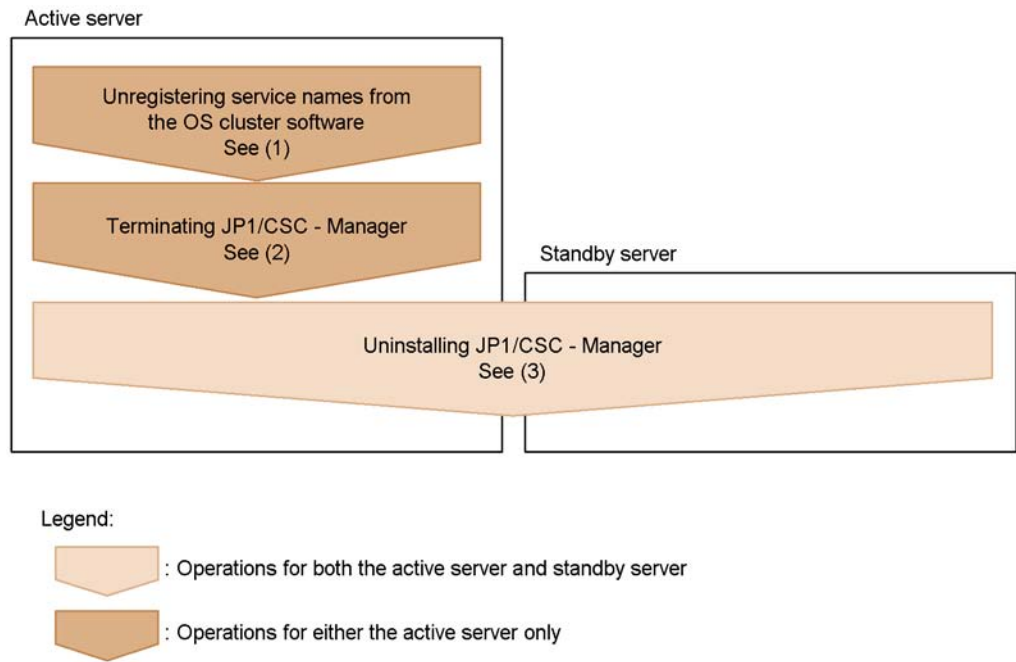 Active server
Unregistering service names from
the OS cluster software
See (1)
Terminating JP1/CSC - Manager
See (2)
Standby server
Uninstalling JP1/CSC - Manager
See (3)
Legend:
: Operations for both the active server and standby server
: Operations for either the active server only